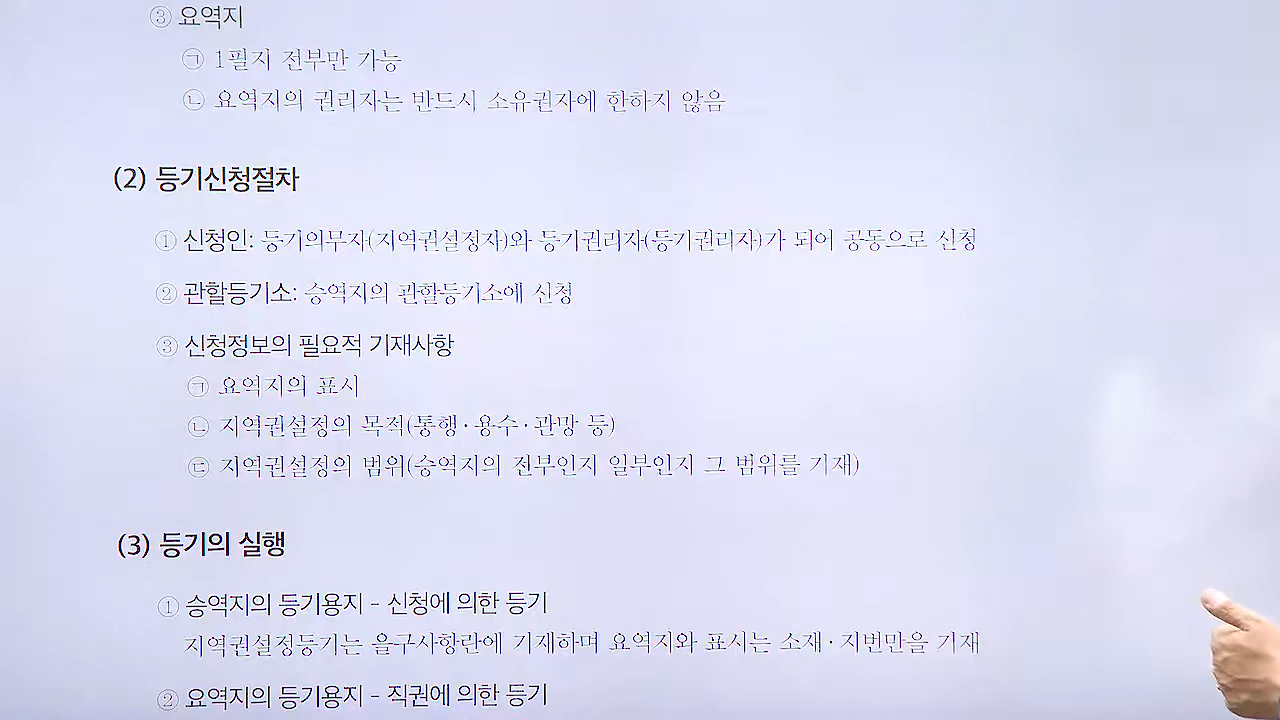 ③ 요역지
㉠ 1필지 전부만 가능
㉡ 요역지의 권리자는 반드시 소유권자에 한하지 않음
(2) 등기신청절차
① 신청인: 등기의무자(지역권설정자)와 등기권리자(등기권리자)가 되어 공동으로 신청
② 관할등기소: 승역지의 관할등기소에 신청
③ 신청정보의 필요적 기재사항
㉠ 요역지의 표시
㉡ 지역권설정의 목적(통행·용수·관망 등)
㉢ 지역권설정의 범위(승역지의 전부인지 일부인지 그 범위를 기재)
(3) 등기의 실행
① 승역지의 등기용지 - 신청에 의한 등기
지역권설정등기는 을구사항란에 기재하며 요역지와 표시는 소재·지번만을 기재
② 요역지의 등기용지 - 직권에 의한 등기